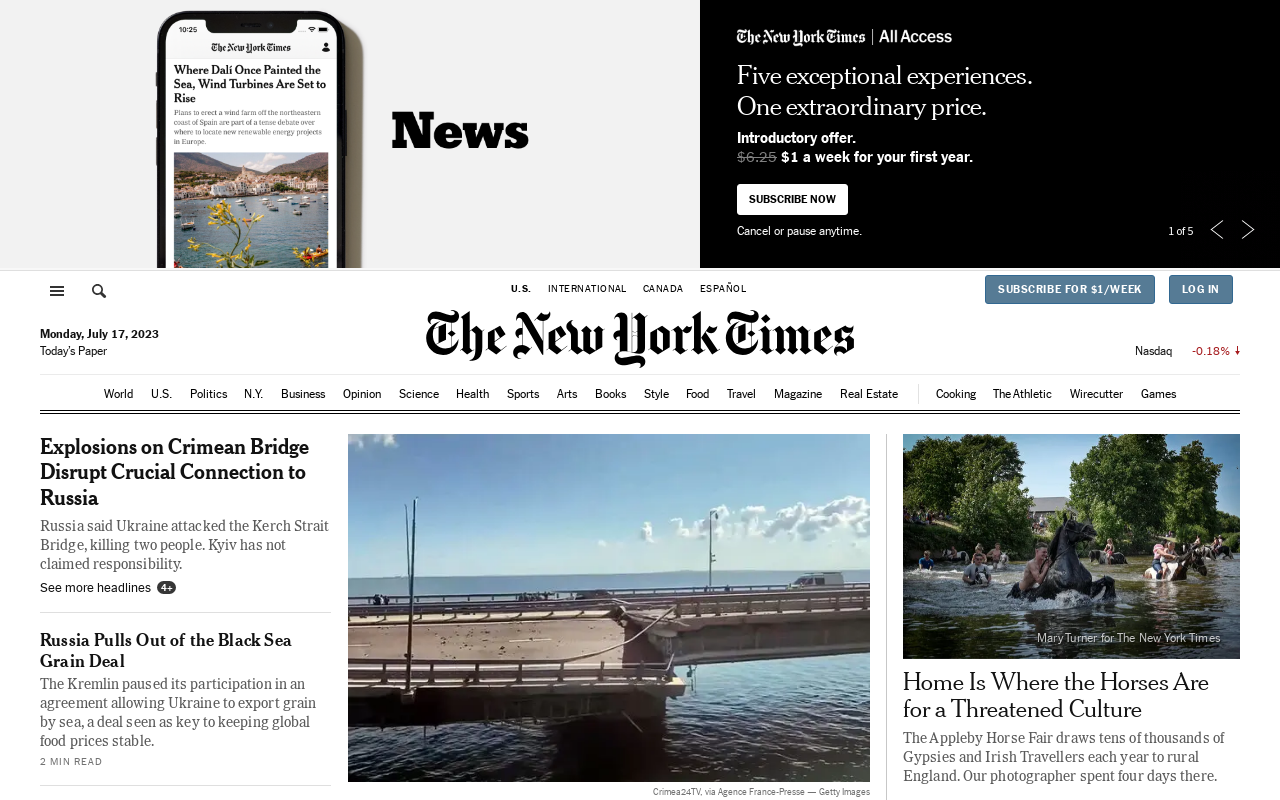 10:25
The New York Times
Where Dalí Once Painted the
Sea, Wind Turbines Are Set to
Rise
Plans to erect a wind farm off the northeastern
coast of Spain are part of a tense debate over
where to locate new renewable energy projects
in Europe.
News
The New York Times | All Access
Five exceptional experiences.
One extraordinary price.
Introductory offer.
$6.25 $1 a week for your first year.
SUBSCRIBE NOW
Cancel or pause anytime.
1 of 5
U.S. INTERNATIONAL CANADA ESPAÑOL
SUBSCRIBE FOR $1/WEEK
LOG IN
Monday, July 17, 2023
Today's Paper
The New York Times
Nasdaq -0.18%
World U.S. Politics N.Y. Business Opinion Science Health Sports Arts Books Style Food Travel Magazine Real Estate Cooking The Athletic Wirecutter Games
Explosions on Crimean Bridge
Disrupt Crucial Connection to
Russia
Russia said Ukraine attacked the Kerch Strait
Bridge, killing two people. Kyiv has not
claimed responsibility.
See more headlines 4+
Russia Pulls Out of the Black Sea
Grain Deal
The Kremlin paused its participation in an
agreement allowing Ukraine to export grain
by sea, a deal seen as key to keeping global
food prices stable.
2 MIN READ
Crimea24TV, via Agence France-Presse — Getty Images
Mary Turner for The New York Times
Home Is Where the Horses Are
for a Threatened Culture
The Appleby Horse Fair draws tens of thousands of
Gypsies and Irish Travellers each year to rural
England. Our photographer spent four days there.